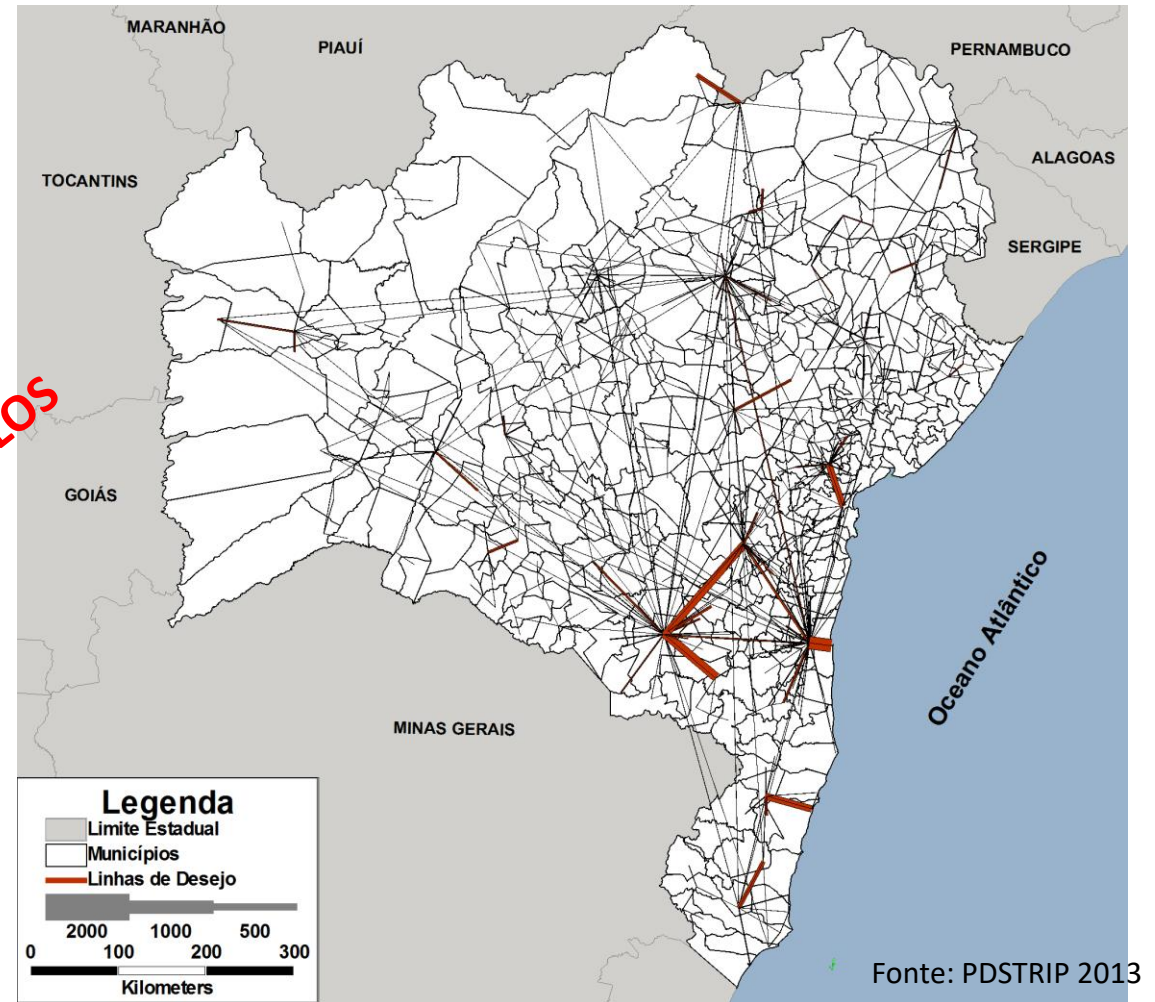 MARANHÃO
PIAUÍ
PERNAMBUCO
ALAGOAS
TOCANTINS
SERGIPE
LOS
GOIÁS
Oceano Atlântico
MINAS GERAIS
Legenda
Limite Estadual
Municípios
Linhas de Desejo
2000 1000 500
0 100 200 300
Kilometers
Fonte: PDSTRIP 2013